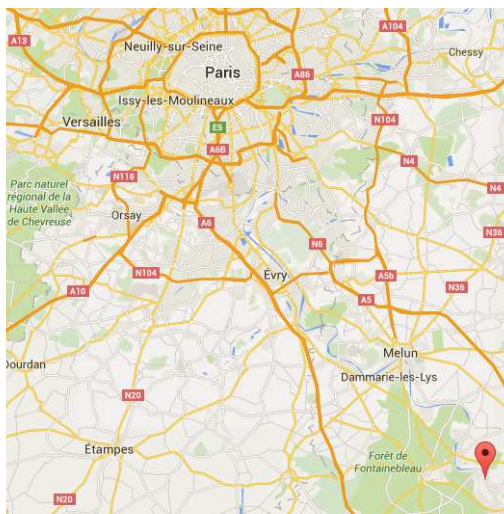 A13
Neuilly-sur-Seine
A104
Chessy
Paris
A86
Issy-les-Moulineaux
Versailles
E5
N104
A6B
N4
N118
N4
Parc naturel
régional de la
Haute Vallée
de Chevreuse
Orsay
A6
N36
N6
N104
Évry
A5b
A10
A5
N36
Melun
Dourdan
Dammarie-les-Lys
N20
Étampes
Forêt de
Fontainebleau
N20